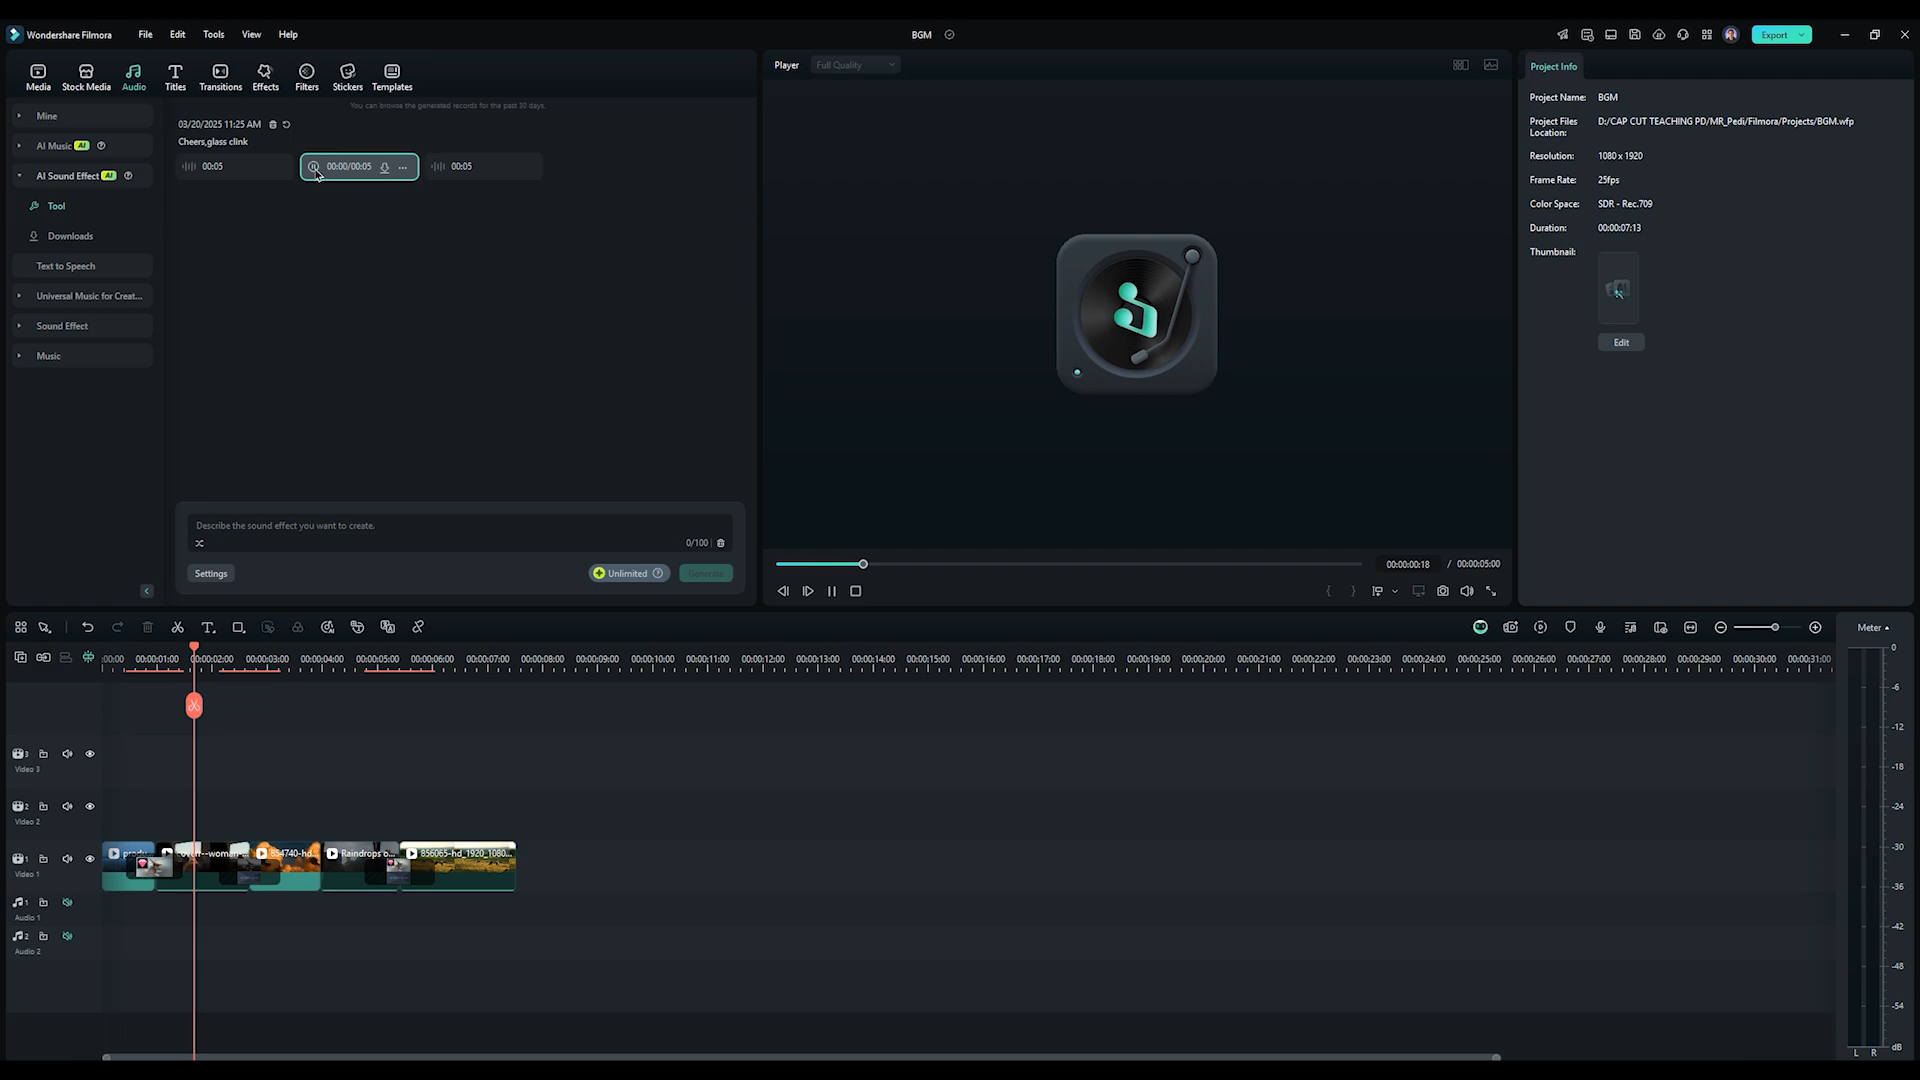 Wondershare Filmora
File
Edit
Tools
View
Help
BGM
Export
Media
Stock Media
Audio
Titles
Transitions
Effects
Filters
Stickers
Templates
Mine
AI Music AI
AI Sound Effect AI
Tool
Downloads
Text to Speech
Universal Music for Creat...
Sound Effect
Music
You can browse the generated records for the past 30 days.
03/20/2025 11:25 AM
Cheers,glass clink
00:05
00:00/00:05
00:05
Describe the sound effect you want to create.
0/100
Settings
Unlimited
Generate
Player
Full Quality
00:00:00:18 / 00:00:05:00
Project Info
Project Name: BGM
Project Files Location: D:/CAP CUT TEACHING PD/MR_Pedi/Filmora/Projects/BGM.wfp
Resolution: 1080 x 1920
Frame Rate: 25fps
Color Space: SDR - Rec.709
Duration: 00:00:07:13
Thumbnail:
Edit
Meter
:00:00 00:00:01:00 00:00:02:00 00:00:03:00 00:00:04:00 00:00:05:00 00:00:06:00 00:00:07:00 00:00:08:00 00:00:09:00 00:00:10:00 00:00:11:00 00:00:12:00 00:00:13:00 00:00:14:00 00:00:15:00 00:00:16:00 00:00:17:00 00:00:18:00 00:00:19:00 00:00:20:00 00:00:21:00 00:00:22:00 00:00:23:00 00:00:24:00 00:00:25:00 00:00:26:00 00:00:27:00 00:00:28:00 00:00:29:00 00:00:30:00 00:00:31:00
3
Video 3
2
Video 2
1
Video 1
854740-hd...
Raindrops o...
856065-hd_1920_1080...
1
Audio 1
2
Audio 2
0
-6
-12
-18
-24
-30
-36
-42
-48
-54
dB
L R